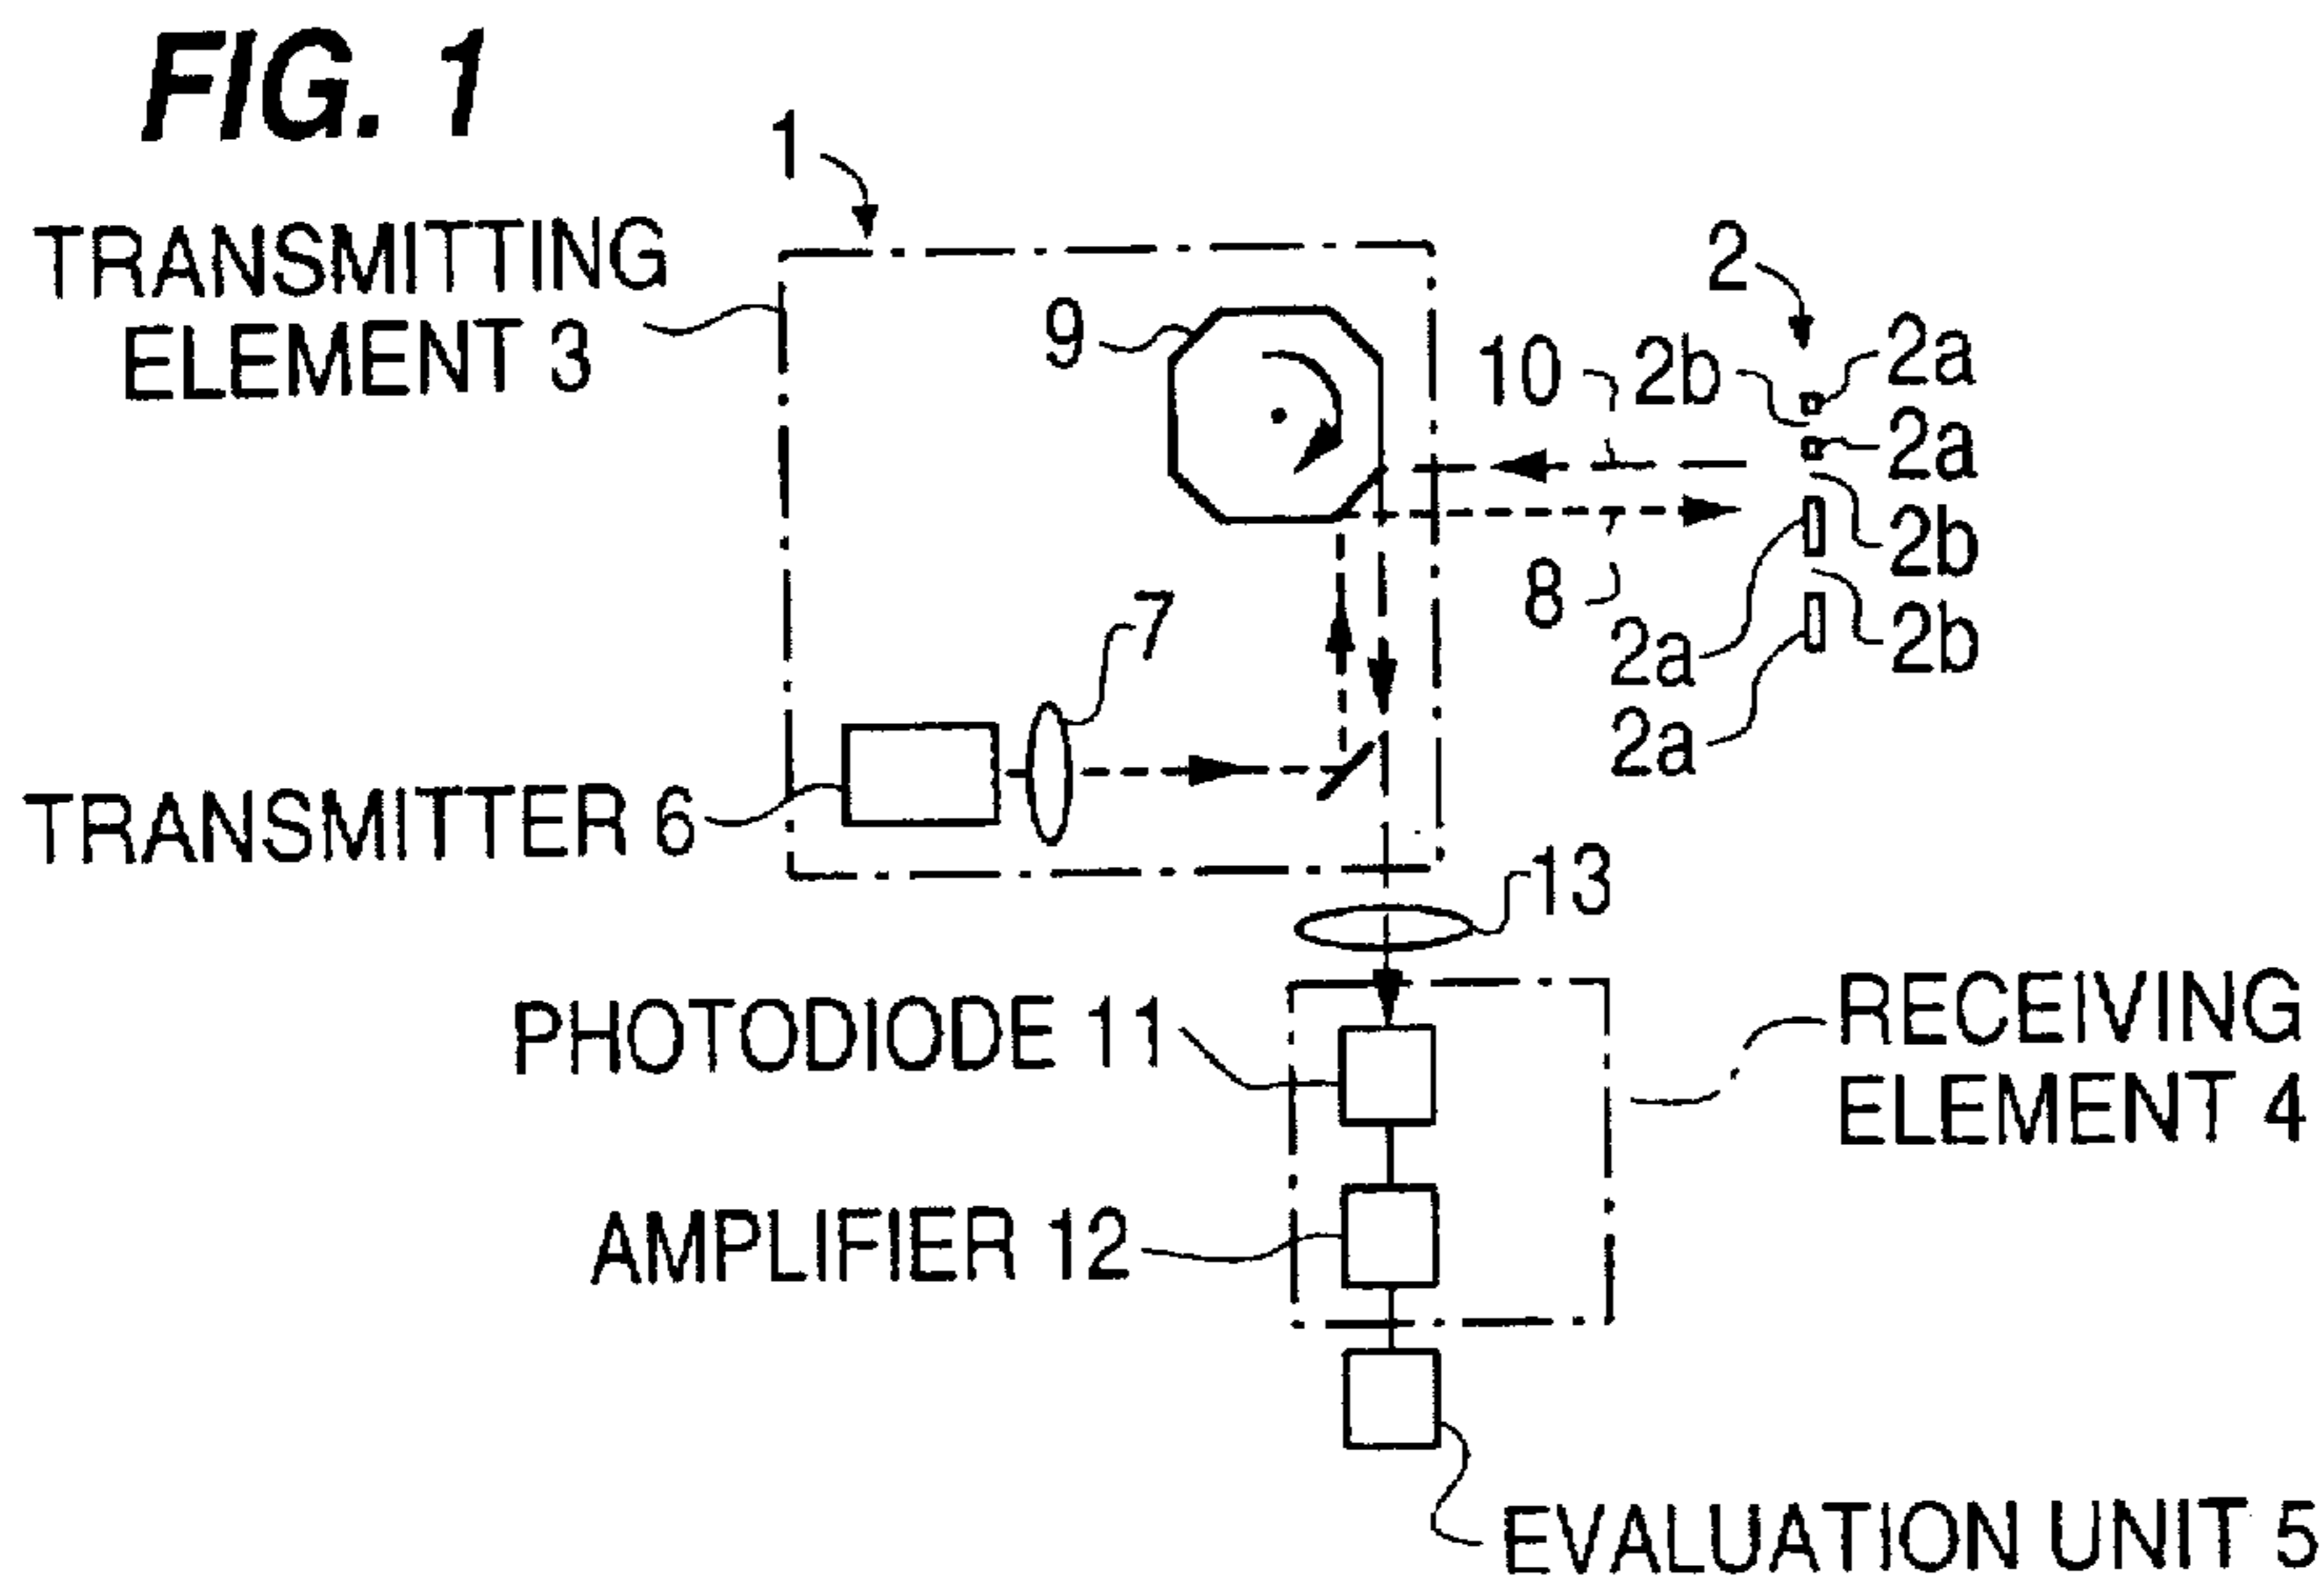 FIG. 1
1
TRANSMITTING
ELEMENT 3
2
9
10
2b
2a
2a
2b
8
2a
2b
7
2a
TRANSMITTER 6
13
PHOTODIODE 11
RECEIVING
ELEMENT 4
AMPLIFIER 12
EVALUATION UNIT 5